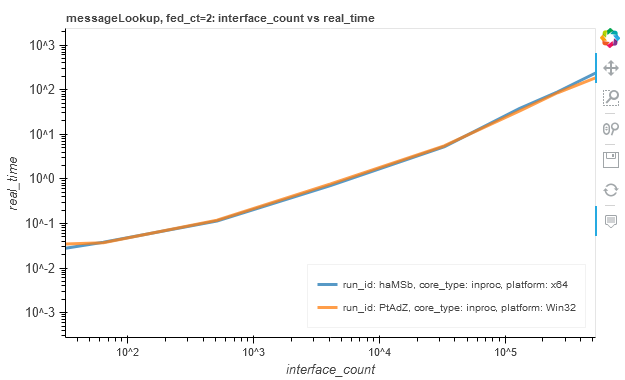 messageLookup, fed_ct=2: interface_count vs real_time
10^3
10^2
10^1
10^0
10^-1
10^-2
10^-3
real_time
run_id: haMSb, core_type: inproc, platform: x64
run_id: PtAdZ, core_type: inproc, platform: Win32
10^2
10^3
10^4
10^5
interface_count